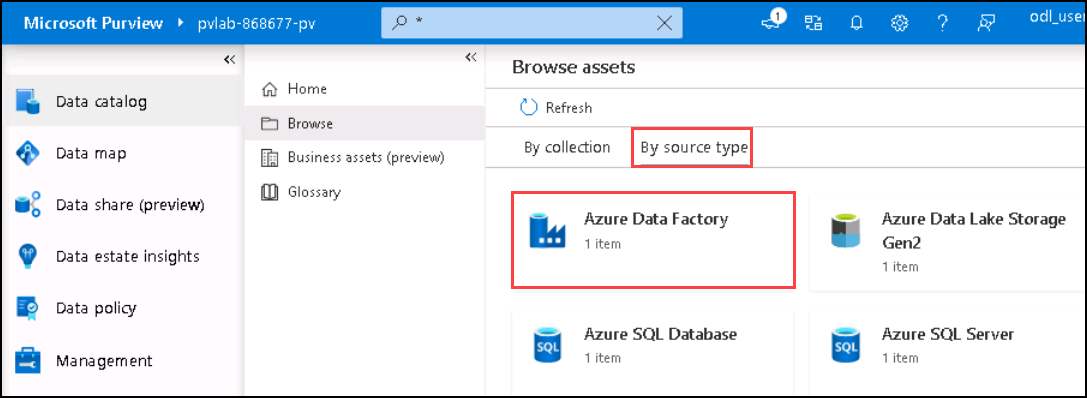 Microsoft Purview pvlab-868677-pv
*
1
odl_user
Data catalog
Data map
Data share (preview)
Data estate insights
Data policy
Management
Home
Browse
Business assets (preview)
Glossary
Browse assets
Refresh
By collection By source type
Azure Data Factory
1 item
Azure Data Lake Storage
Gen2
1 item
SQL
Azure SQL Database
1 item
SQL
Azure SQL Server
1 item